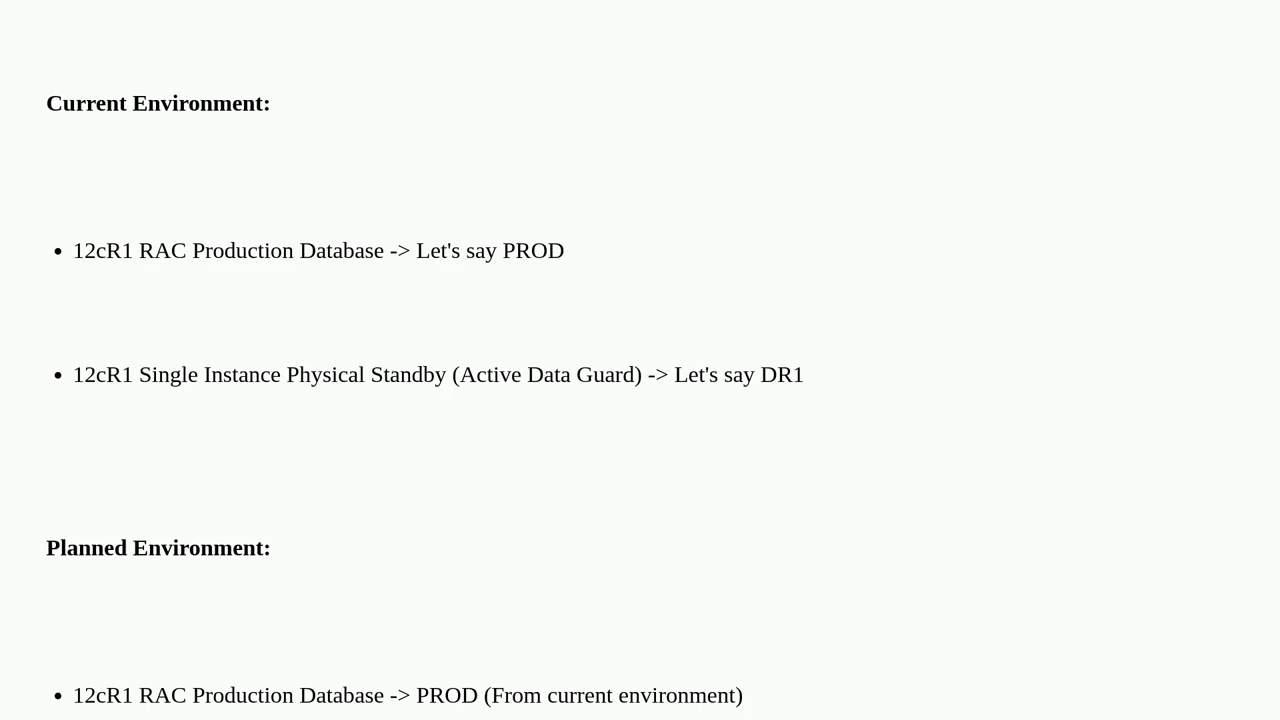 Current Environment:
• 12cR1 RAC Production Database -> Let's say PROD
• 12cR1 Single Instance Physical Standby (Active Data Guard) -> Let's say DR1
Planned Environment:
• 12cR1 RAC Production Database -> PROD (From current environment)